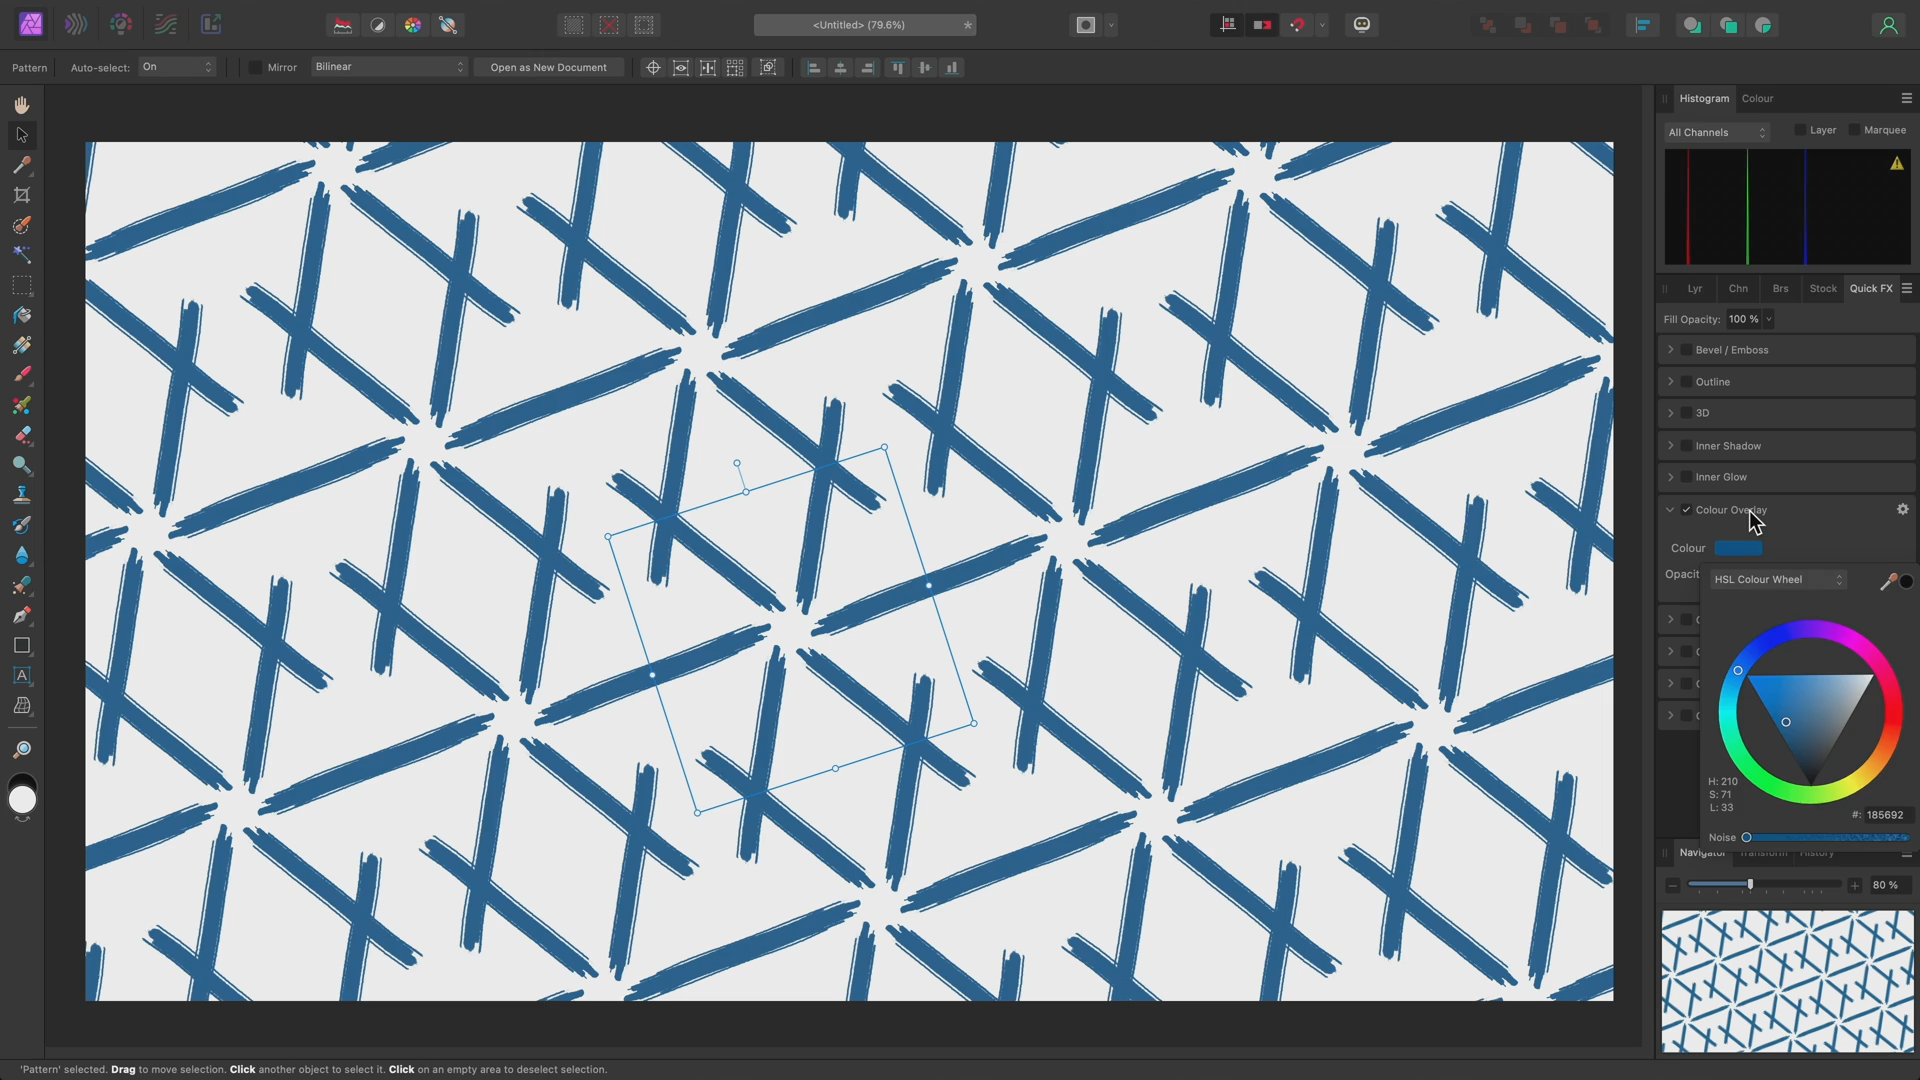 <Untitled> (79.6%)
*
Pattern Auto-select: On Mirror Bilinear Open as New Document
Histogram Colour
All Channels Layer Marquee
Lyr Chn Brs Stock Quick FX
Fill Opacity: 100 %
Bevel / Emboss
Outline
3D
Inner Shadow
Inner Glow
Colour Overlay
Colour
Opacit
HSL Colour Wheel
H: 210
S: 71
L: 33
#: 185692
Noise
Navigator Transform History
80 %
'Pattern' selected. Drag to move selection. Click another object to select it. Click on an empty area to deselect selection.